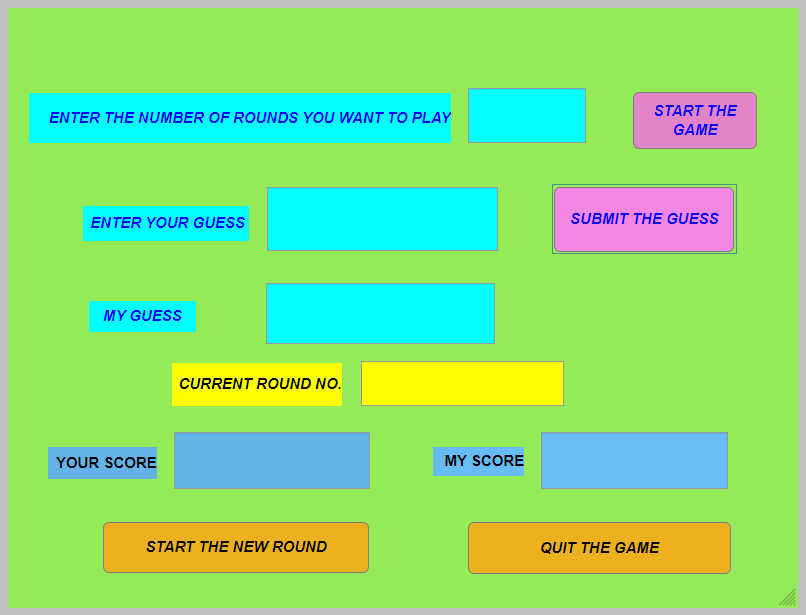 ENTER THE NUMBER OF ROUNDS YOU WANT TO PLAY
START THE
GAME
ENTER YOUR GUESS
SUBMIT THE GUESS
MY GUESS
CURRENT ROUND NO.
YOUR SCORE
MY SCORE
START THE NEW ROUND
QUIT THE GAME